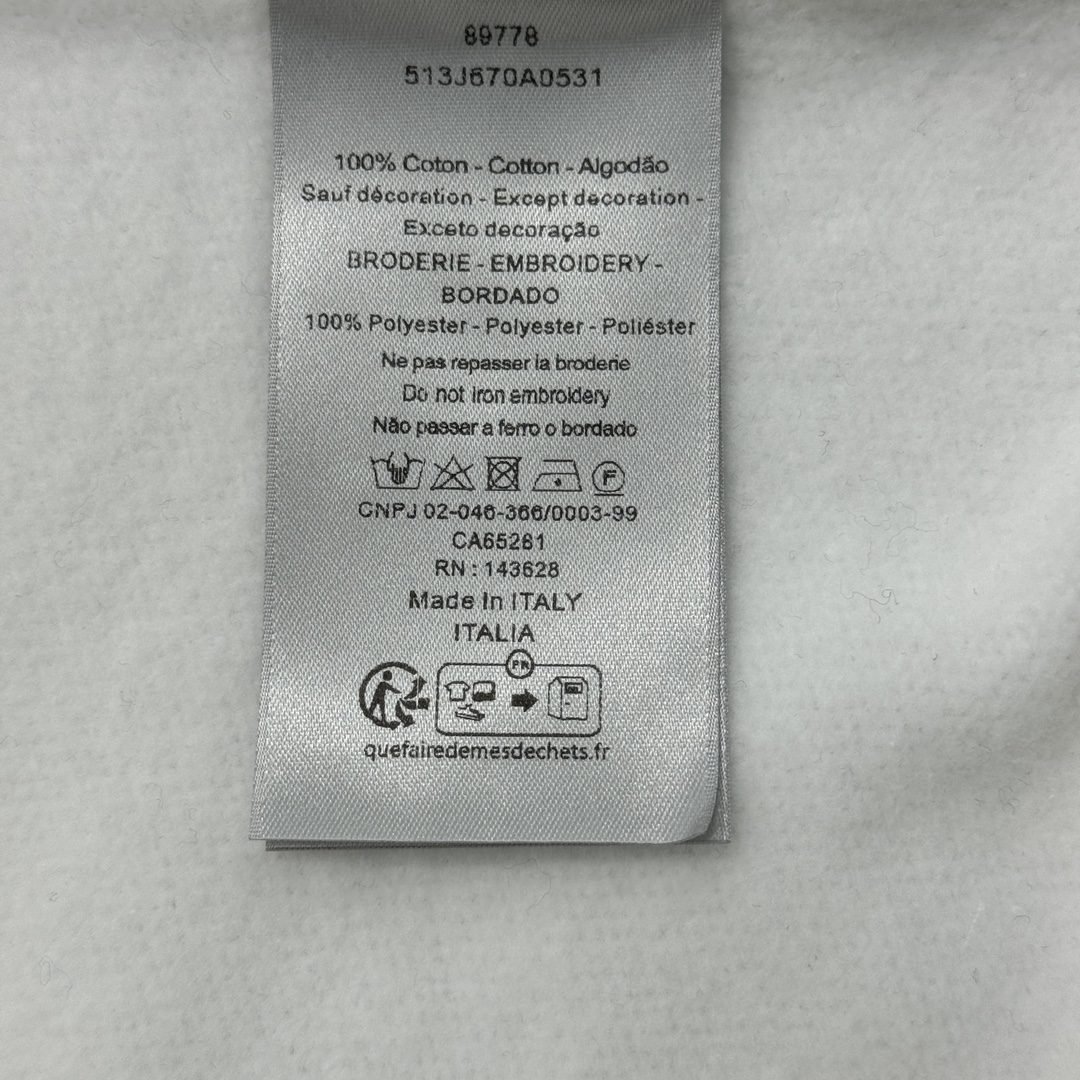 89778
513J670A0531
100% Coton - Cotton - Algodão
Sauf décoration - Except decoration -
Exceto decoração
BRODERIE - EMBROIDERY -
BORDADO
100% Polyester - Polyester - Poliéster
Ne pas repasser la broderie
Do not iron embroidery
Não passar a ferro o bordado
F
CNPJ 02-046-366/0003-99
CA65281
RN : 143628
Made In ITALY
ITALIA
FR
quefairedemesdechets.fr